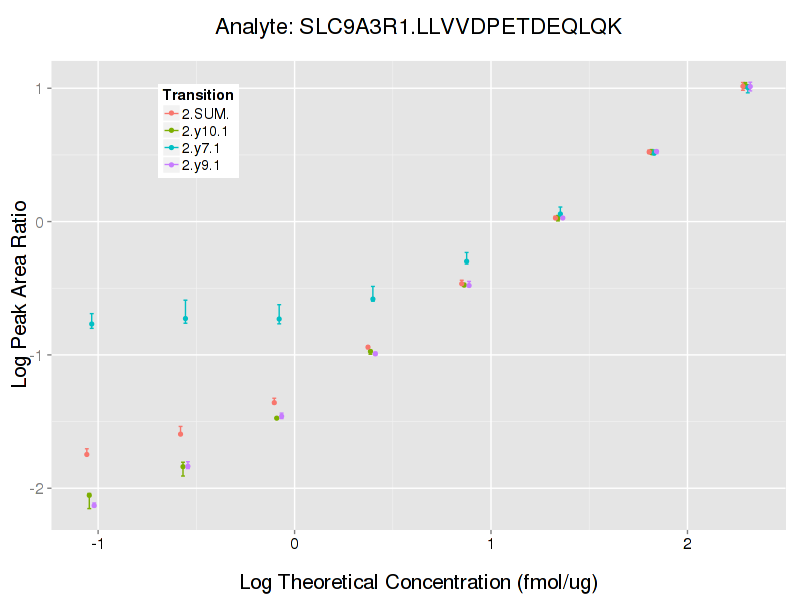 Analyte: SLC9A3R1.LLVVDPETDEQLQK
Log Peak Area Ratio
1
0
-1
-2
Transition
2.SUM.
2.y10.1
2.y7.1
2.y9.1
-1
0
1
2
Log Theoretical Concentration (fmol/ug)